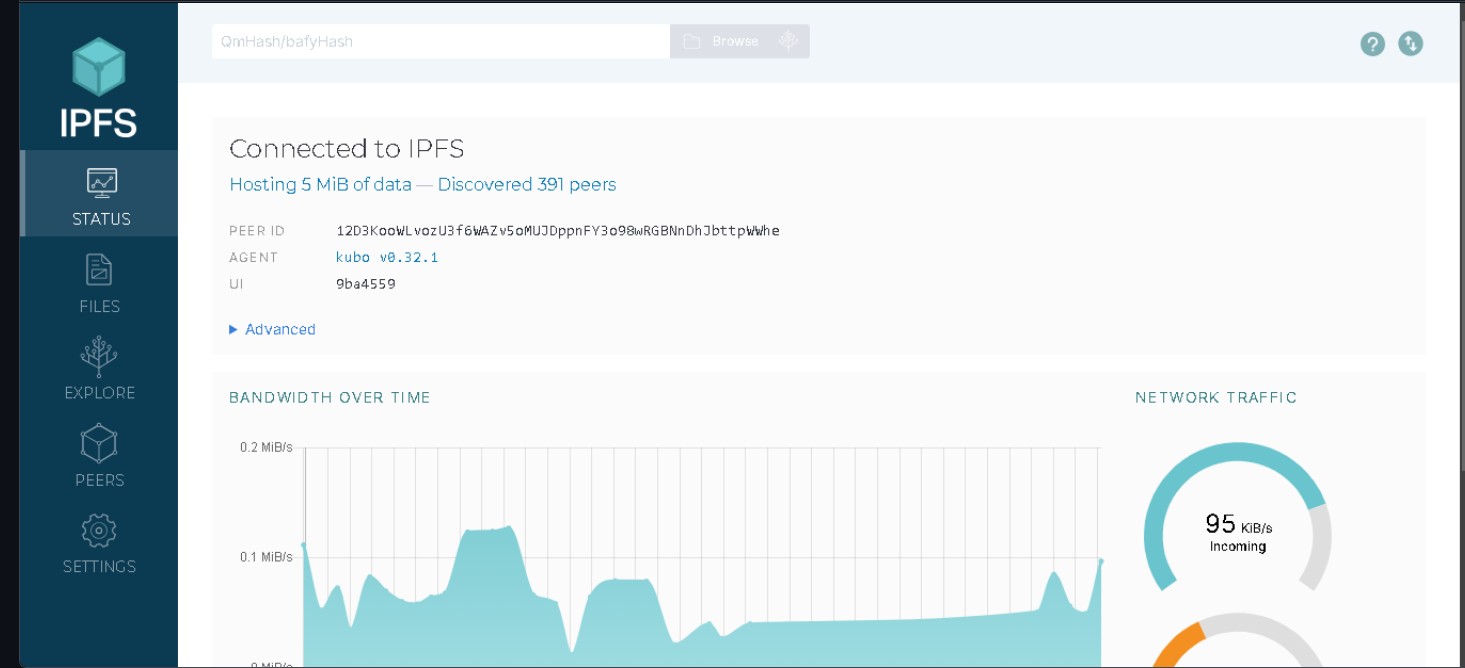 QmHash/bafyHash
Browse
IPFS
STATUS
FILES
EXPLORE
PEERS
SETTINGS
Connected to IPFS
Hosting 5 MiB of data — Discovered 391 peers
PEER ID 12D3KooWLvozU3f6WAZv5oMUJDppnFY3o98wRGBNnDhJbttpWWhe
AGENT kubo v0.32.1
UI 9ba4559
Advanced
BANDWIDTH OVER TIME
0.2 MiB/s
0.1 MiB/s
0 MiB/s
NETWORK TRAFFIC
95 KiB/s
Incoming